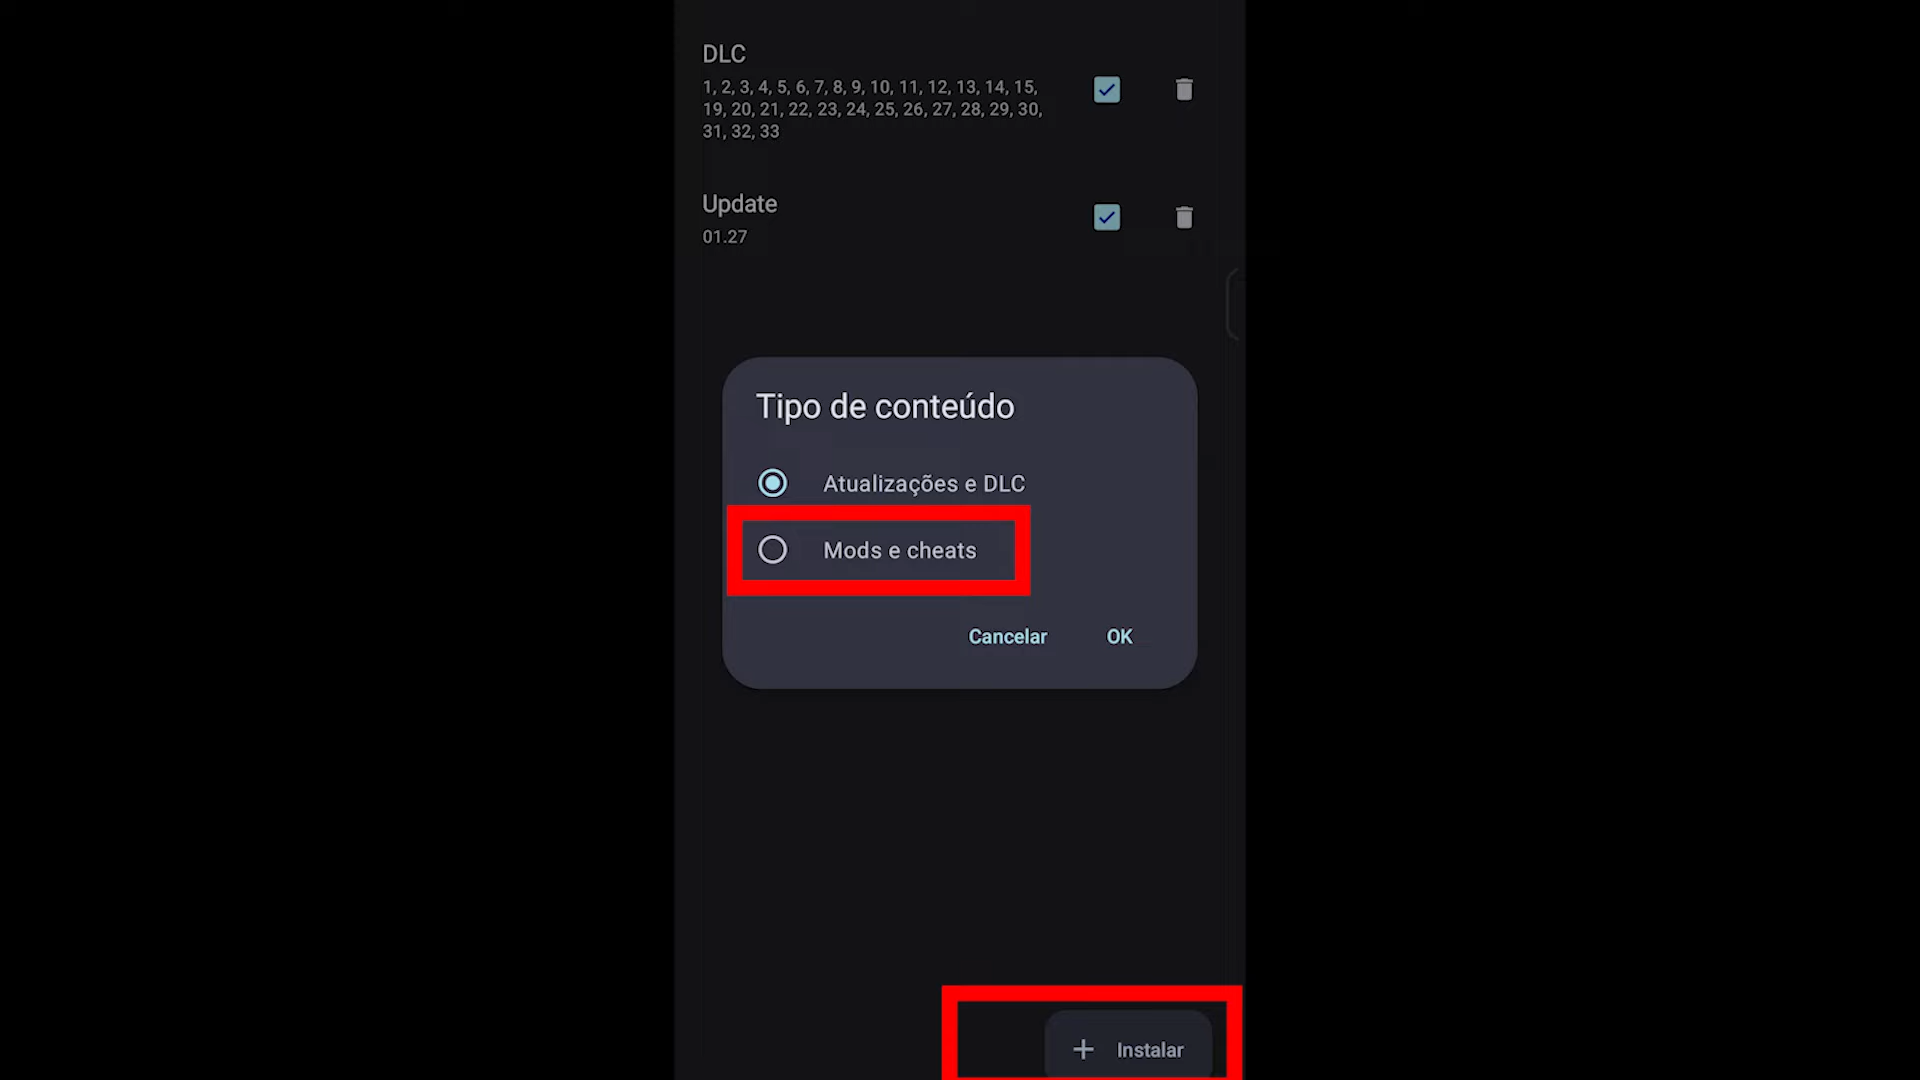 DLC
1, 2, 3, 4, 5, 6, 7, 8, 9, 10, 11, 12, 13, 14, 15,
19, 20, 21, 22, 23, 24, 25, 26, 27, 28, 29, 30,
31, 32, 33
Update
01.27
Tipo de conteúdo
Atualizações e DLC
Mods e cheats
Cancelar OK
+ Instalar